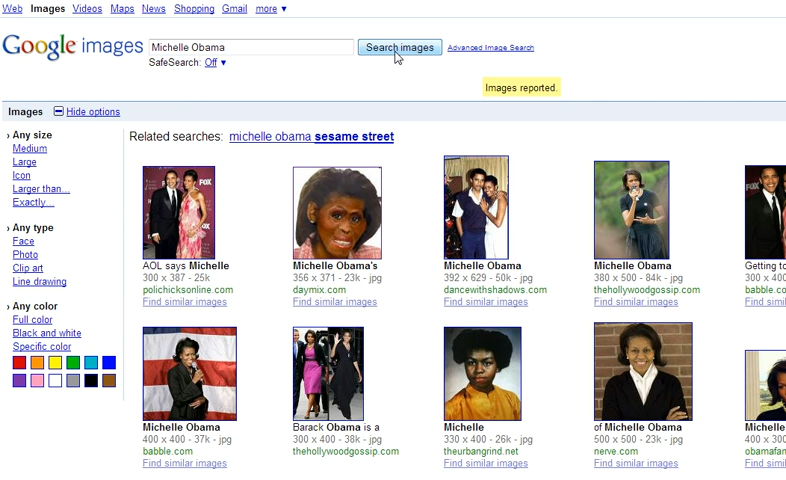 Web Images Videos Maps News Shopping Gmail more ▼
Google images
Michelle Obama
Search images
Advanced Image Search
SafeSearch: Off ▼
Images reported.
Images Hide options
› Any size
Medium
Large
Icon
Larger than...
Exactly...
› Any type
Face
Photo
Clip art
Line drawing
› Any color
Full color
Black and white
Specific color
Related searches: michelle obama sesame street
FOX
AOL says Michelle
300 x 387 - 25k
polichicksonline.com
Find similar images
Michelle Obama's
356 x 371 - 23k - jpg
daymix.com
Find similar images
Michelle Obama
392 x 629 - 50k - jpg
dancewithshadows.com
Find similar images
Michelle Obama
380 x 500 - 84k - jpg
thehollywoodgossip.com
Find similar images
Getting to
300 x 400
babble.co
Find simil
Michelle Obama
400 x 400 - 37k - jpg
babble.com
Find similar images
Barack Obama is a
300 x 400 - 38k - jpg
thehollywoodgossip.com
Michelle
330 x 400 - 26k - jpg
theurbangrind.net
Find similar images
of Michelle Obama
500 x 500 - 23k - jpg
nerve.com
Find similar images
Michelle
400 x 300
obamafan
Find simil